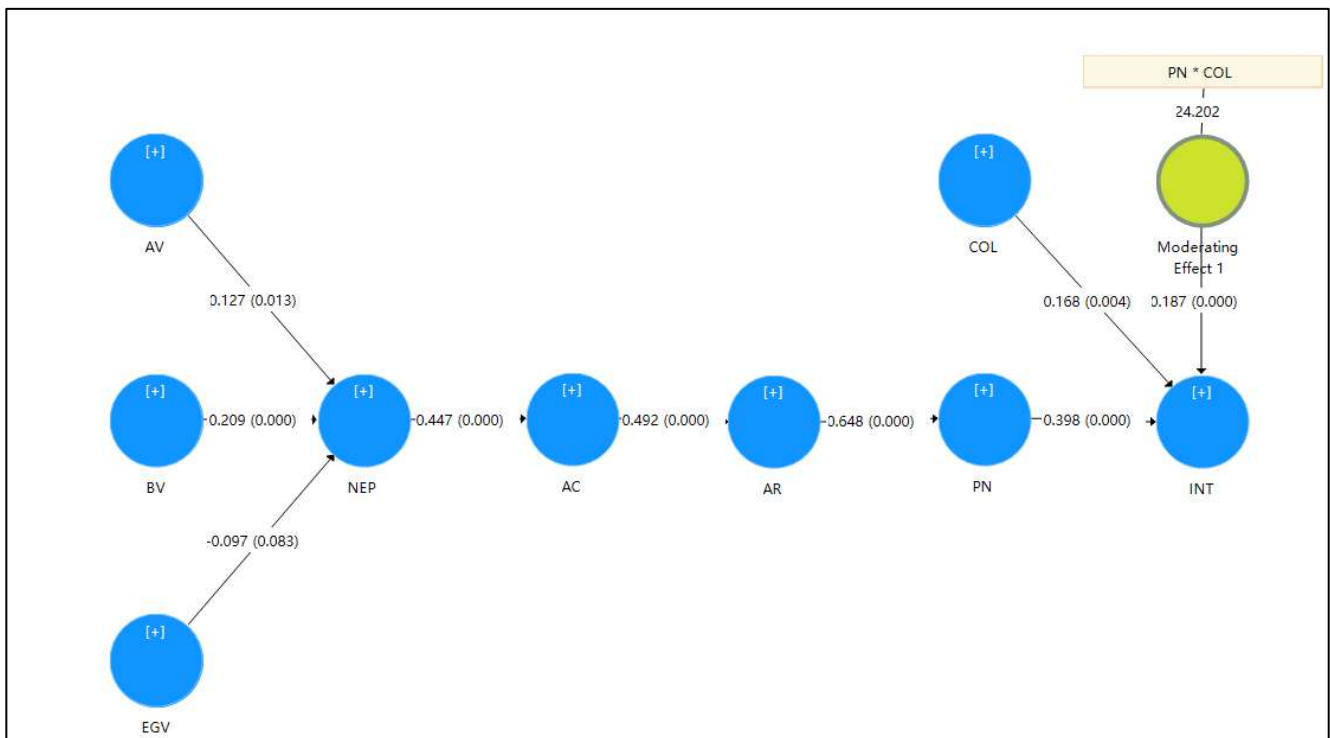 PN * COL
24.202
[+]
[+]
AV
COL
Moderating
Effect 1
0.127 (0.013)
0.168 (0.004)
0.187 (0.000)
[+]
[+]
[+]
[+]
[+]
[+]
0.209 (0.000)
0.447 (0.000)
0.492 (0.000)
0.648 (0.000)
0.398 (0.000)
BV
NEP
AC
AR
PN
INT
-0.097 (0.083)
[+]
EGV